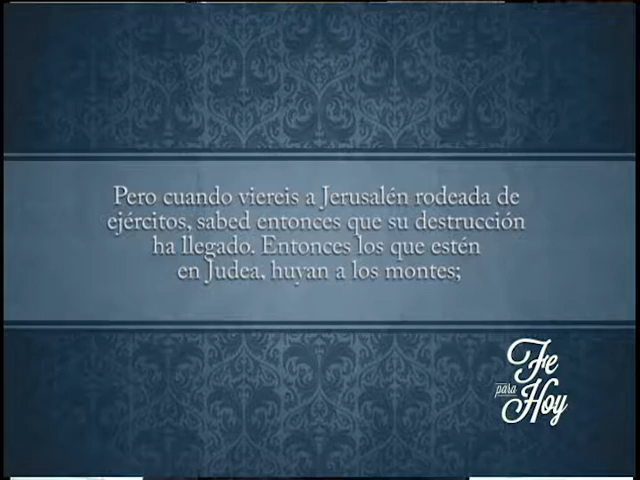 Pero cuando viereis a Jerusalén rodeada de
ejércitos, sabed entonces que su destrucción
ha llegado. Entonces los que estén
en Judea, huyan a los montes;
Fe
para
Hoy